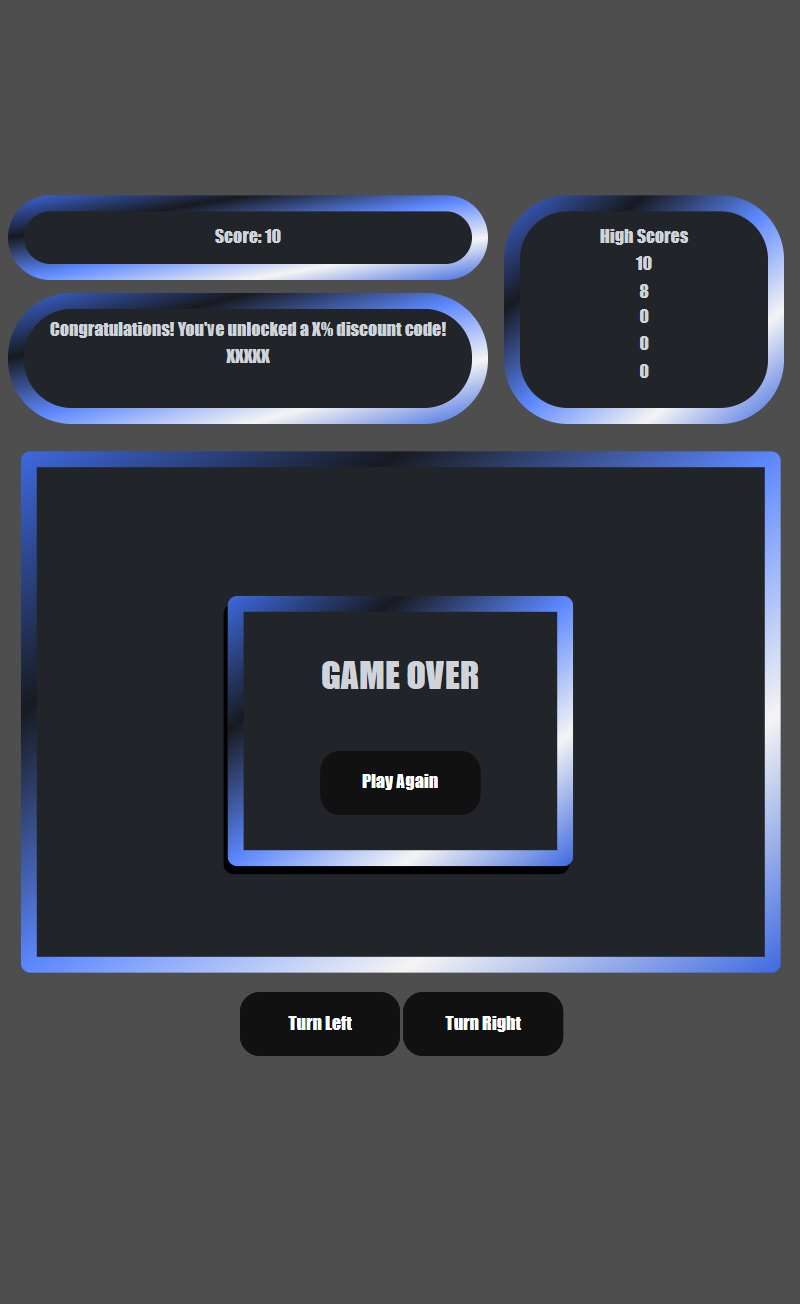 Score: 10
Congratulations! You've unlocked a X% discount code!
XXXXX
High Scores
10
8
0
0
0
GAME OVER
Play Again
Turn Left
Turn Right